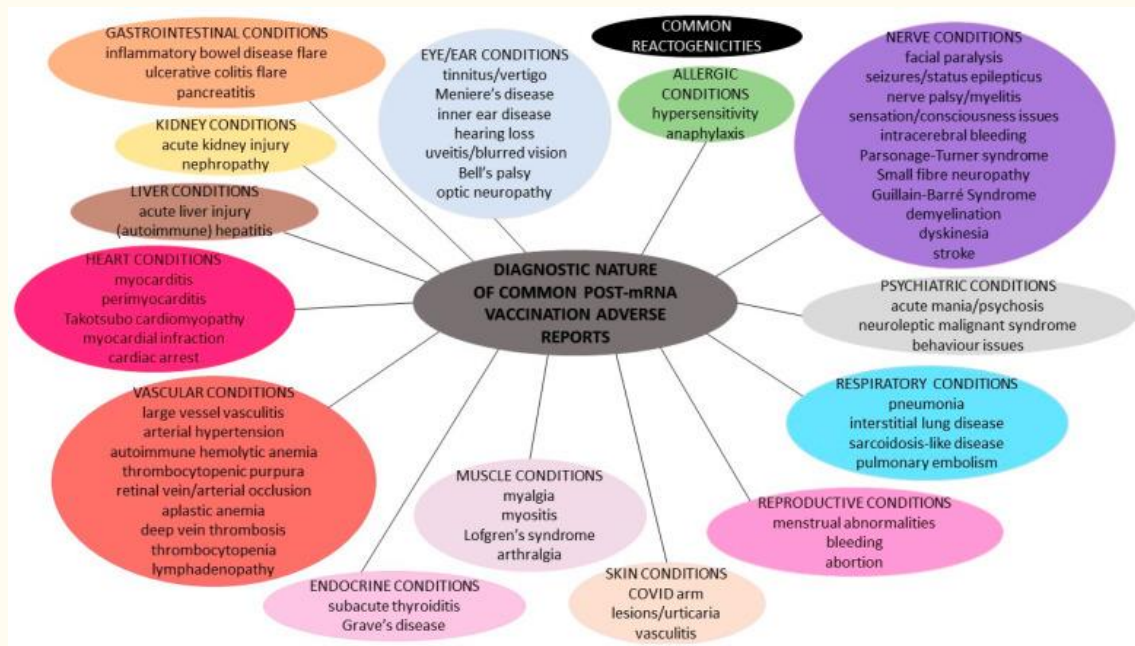 GASTROINTESTINAL CONDITIONS
inflammatory bowel disease flare
ulcerative colitis flare
pancreatitis
KIDNEY CONDITIONS
acute kidney injury
nephropathy
LIVER CONDITIONS
acute liver injury
(autoimmune) hepatitis
HEART CONDITIONS
myocarditis
perimyocarditis
Takotsubo cardiomyopathy
myocardial infraction
cardiac arrest
VASCULAR CONDITIONS
large vessel vasculitis
arterial hypertension
autoimmune hemolytic anemia
thrombocytopenic purpura
retinal vein/arterial occlusion
aplastic anemia
deep vein thrombosis
thrombocytopenia
lymphadenopathy
ENDOCRINE CONDITIONS
subacute thyroiditis
Grave's disease
EYE/EAR CONDITIONS
tinnitus/vertigo
Meniere's disease
inner ear disease
hearing loss
uveitis/blurred vision
Bell's palsy
optic neuropathy
DIAGNOSTIC NATURE
OF COMMON POST-mRNA
VACCINATION ADVERSE
REPORTS
MUSCLE CONDITIONS
myalgia
myositis
Lofgren's syndrome
arthralgia
COMMON
REACTOGENICITIES
ALLERGIC
CONDITIONS
hypersensitivity
anaphylaxis
SKIN CONDITIONS
COVID arm
lesions/urticaria
vasculitis
NERVE CONDITIONS
facial paralysis
seizures/status epilepticus
nerve palsy/myelitis
sensation/consciousness issues
intracerebral bleeding
Parsonage-Turner syndrome
Small fibre neuropathy
Guillain-Barré Syndrome
demyelination
dyskinesia
stroke
PSYCHIATRIC CONDITIONS
acute mania/psychosis
neuroleptic malignant syndrome
behaviour issues
RESPIRATORY CONDITIONS
pneumonia
interstitial lung disease
sarcoidosis-like disease
pulmonary embolism
REPRODUCTIVE CONDITIONS
menstrual abnormalities
bleeding
abortion